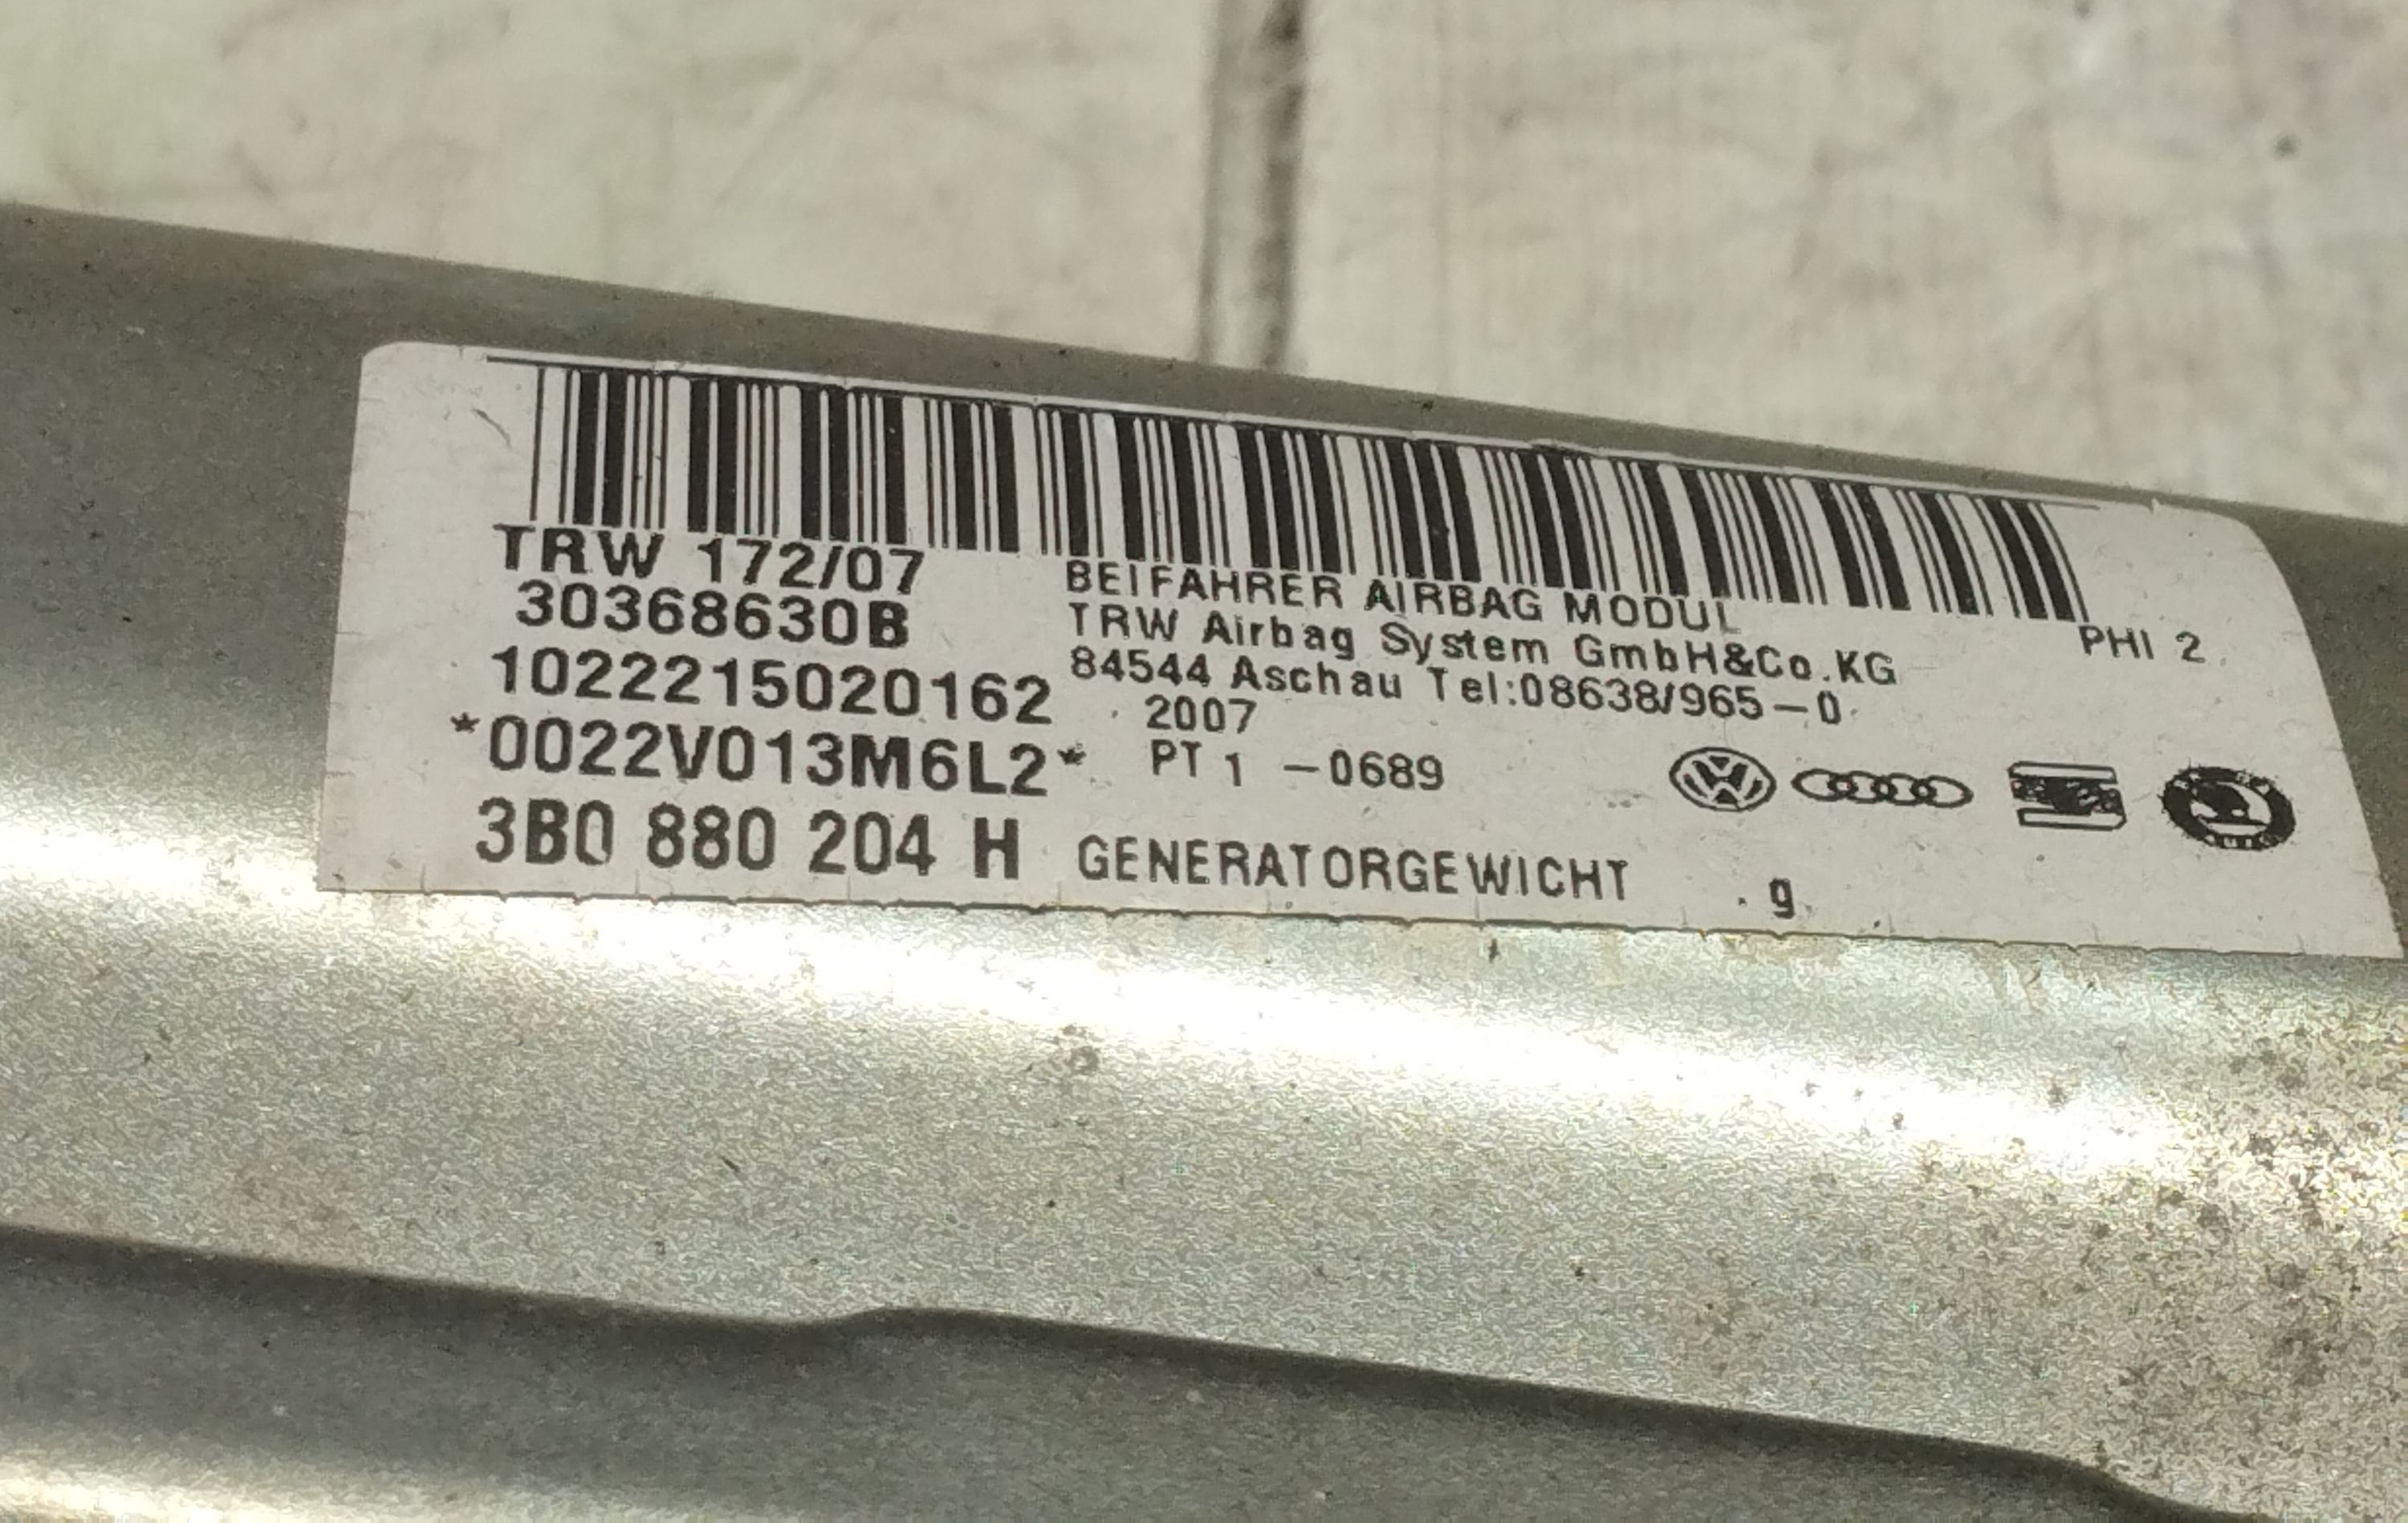 TRW 172/07
30368630B
1022215020162
*0022V013M6L2*
3B0 880 204 H
BEIFAHRER AIRBAG MODUL
TRW Airbag System GmbH&Co.KG
84544 Aschau Tel:08638/965-0
2007
PT 1 -0689
GENERATORGEWICHT . g
PHI 2